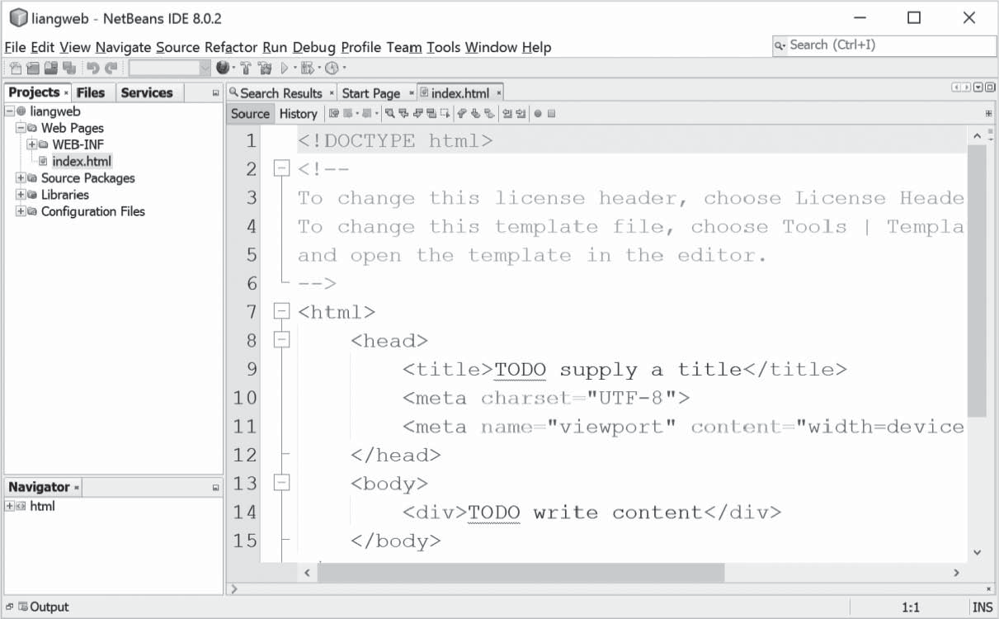 liangweb - NetBeans IDE 8.0.2
File Edit View Navigate Source Refactor Run Debug Profile Team Tools Window Help
Search (Ctrl+I)
Projects Files Services
liangweb
Web Pages
WEB-INF
index.html
Source Packages
Libraries
Configuration Files
Navigator
html
Search Results Start Page index.html
Source History
1 <!DOCTYPE html>
2 <!--
3 To change this license header, choose License Heade
4 To change this template file, choose Tools | Templa
5 and open the template in the editor.
6 -->
7 <html>
8 <head>
9 <title>TODO supply a title</title>
10 <meta charset="UTF-8">
11 <meta name="viewport" content="width=device
12 </head>
13 <body>
14 <div>TODO write content</div>
15 </body>
Output
1:1 INS